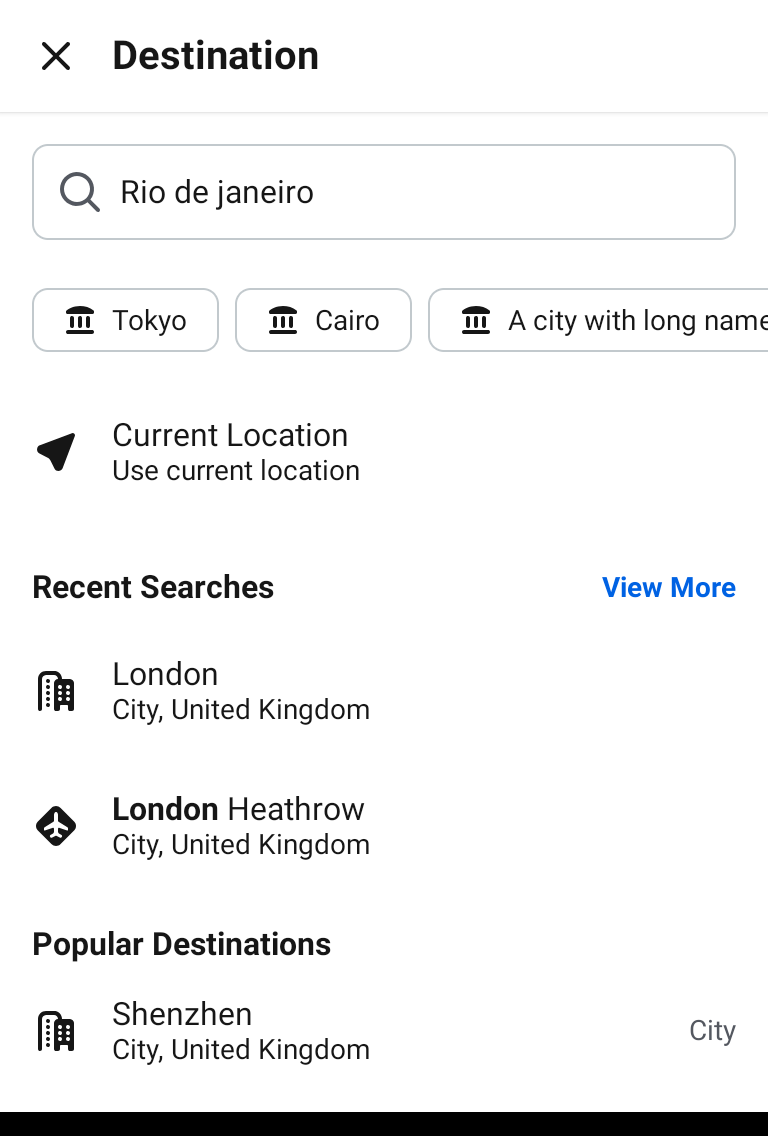 Destination
Rio de janeiro
Tokyo
Cairo
A city with long name
Current Location
Use current location
Recent Searches
View More
London
City, United Kingdom
London Heathrow
City, United Kingdom
Popular Destinations
Shenzhen
City, United Kingdom
City